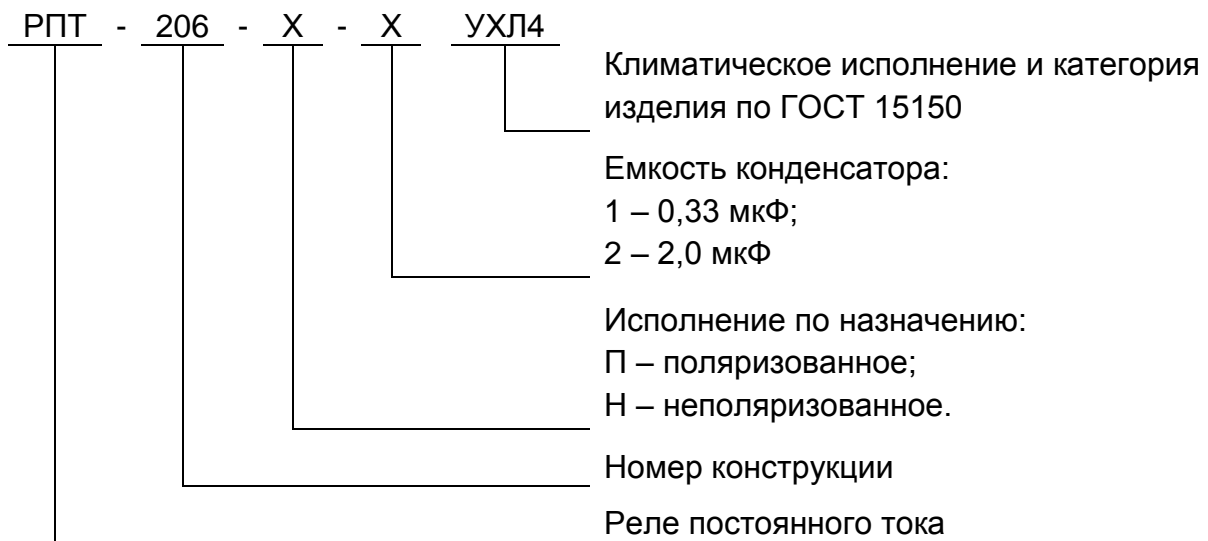 РПТ - 206 - Х - Х УХЛ4
Климатическое исполнение и категория
изделия по ГОСТ 15150
Емкость конденсатора:
1 – 0,33 мкФ;
2 – 2,0 мкФ
Исполнение по назначению:
П – поляризованное;
Н – неполяризованное.
Номер конструкции
Реле постоянного тока